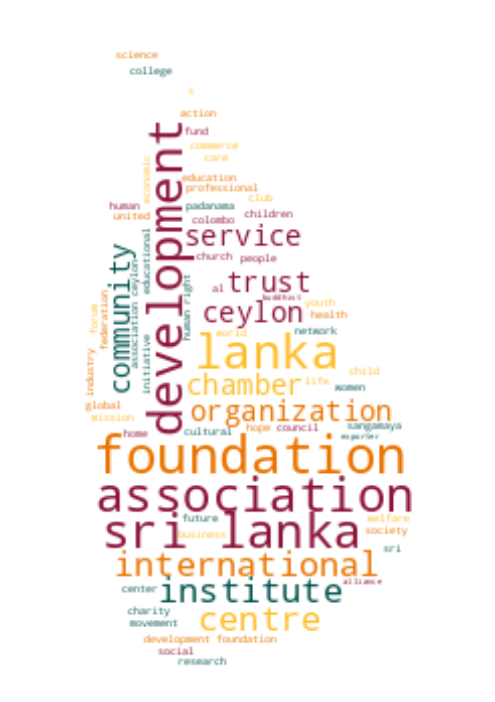 science
college
s
action
fund
commerce
care
economic
education
professional
club
human
united
padanama
colombo
children
development
service
educational
church people
community
association ceylon
human right
al
trust
buddhist
youth
ceylon
health
forum
federation
world
network
initiative
lanka
industry
child
chamber
life
women
global
mission
organization
home
cultural
hope
council
sangamaya
exporter
foundation
association
future
welfare
sri lanka
business
society
sri
international
alliance
center
institute
charity
movement
centre
development foundation
social
research